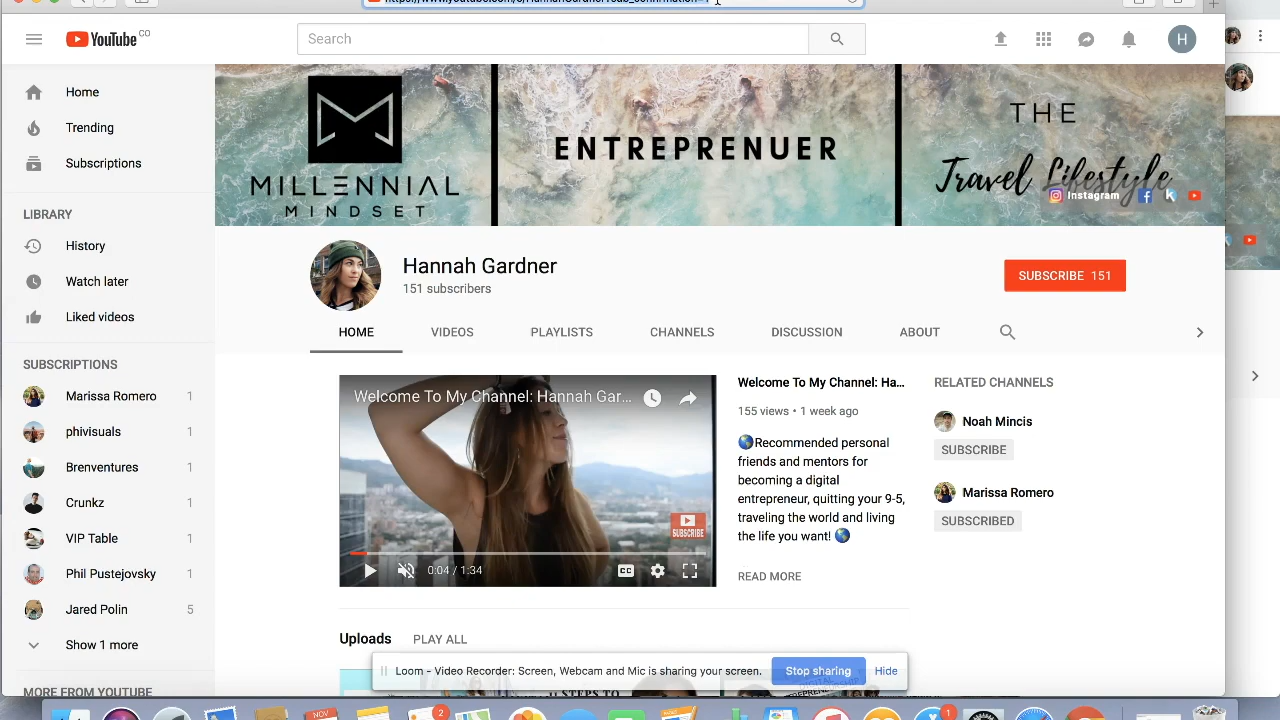 YouTube CO
Search
H
Home
Trending
Subscriptions
LIBRARY
History
Watch later
Liked videos
SUBSCRIPTIONS
Marissa Romero 1
phivisuals 1
Brenventures 1
Crunkz 1
VIP Table 1
Phil Pustejovsky 1
Jared Polin 5
Show 1 more
MORE FROM YOUTUBE
MILLENNIAL
MINDSET
ENTREPRENUER
THE
Travel Lifestyle
Instagram
Hannah Gardner
151 subscribers
SUBSCRIBE 151
HOME VIDEOS PLAYLISTS CHANNELS DISCUSSION ABOUT
Welcome To My Channel: Hannah Gar...
SUBSCRIBE
0:04 / 1:34
CC
Welcome To My Channel: Ha...
155 views • 1 week ago
🌎Recommended personal
friends and mentors for
becoming a digital
entrepreneur, quitting your 9-5,
traveling the world and living
the life you want! 🌎
READ MORE
RELATED CHANNELS
Noah Mincis
SUBSCRIBE
Marissa Romero
SUBSCRIBED
Uploads PLAY ALL
Loom – Video Recorder: Screen, Webcam and Mic is sharing your screen. Stop sharing Hide
NOV
2
1